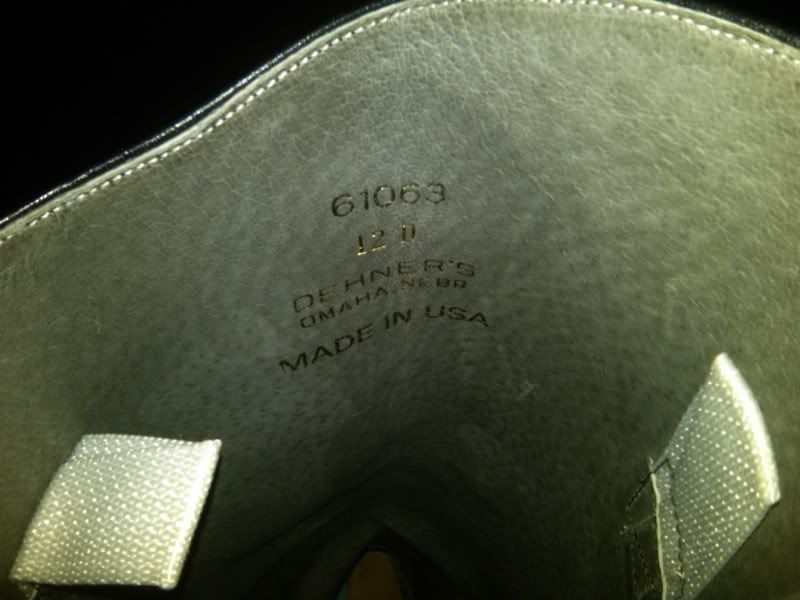 61063
12 D
DEHNER'S
OMAHA, NEBR
MADE IN USA